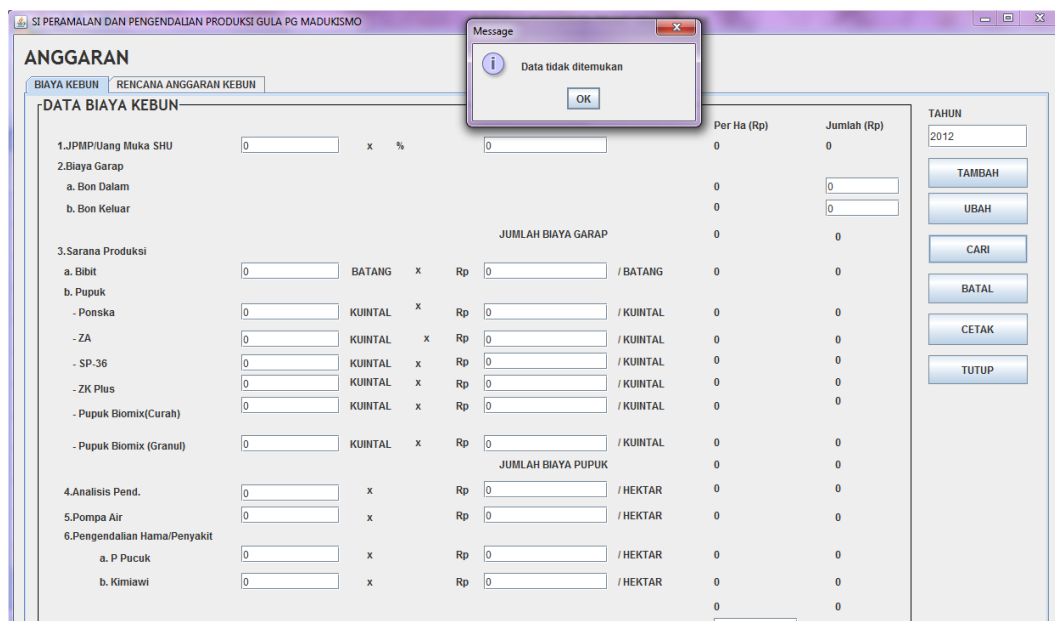 SI PERAMALAN DAN PENGENDALIAN PRODUKSI GULA PG MADUKISMO
Message
Data tidak ditemukan
OK
ANGGARAN
BIAYA KEBUN RENCANA ANGGARAN KEBUN
DATA BIAYA KEBUN
Per Ha (Rp) Jumlah (Rp)
1.JPMP/Uang Muka SHU 0 x % 0 0 0
2.Biaya Garap
a. Bon Dalam 0 0
b. Bon Keluar 0 0
JUMLAH BIAYA GARAP 0 0
3.Sarana Produksi
a. Bibit 0 BATANG x Rp 0 / BATANG 0 0
b. Pupuk
- Ponska 0 KUINTAL x Rp 0 / KUINTAL 0 0
- ZA 0 KUINTAL x Rp 0 / KUINTAL 0 0
- SP-36 0 KUINTAL x Rp 0 / KUINTAL 0 0
- ZK Plus 0 KUINTAL x Rp 0 / KUINTAL 0 0
- Pupuk Biomix(Curah) 0 KUINTAL x Rp 0 / KUINTAL 0 0
- Pupuk Biomix (Granul) 0 KUINTAL x Rp 0 / KUINTAL 0 0
JUMLAH BIAYA PUPUK 0 0
4.Analisis Pend. 0 x Rp 0 / HEKTAR 0 0
5.Pompa Air 0 x Rp 0 / HEKTAR 0 0
6.Pengendalian Hama/Penyakit
a. P Pucuk 0 x Rp 0 / HEKTAR 0 0
b. Kimiawi 0 x Rp 0 / HEKTAR 0 0
0 0
TAHUN
2012
TAMBAH
UBAH
CARI
BATAL
CETAK
TUTUP